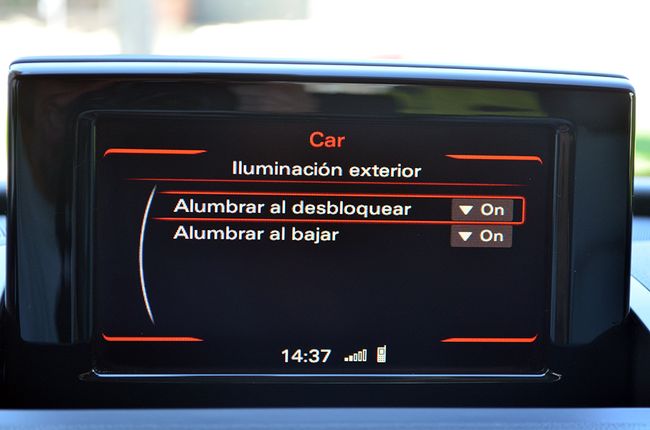 Car
Iluminación exterior
Alumbrar al desbloquear On
Alumbrar al bajar On
14:37